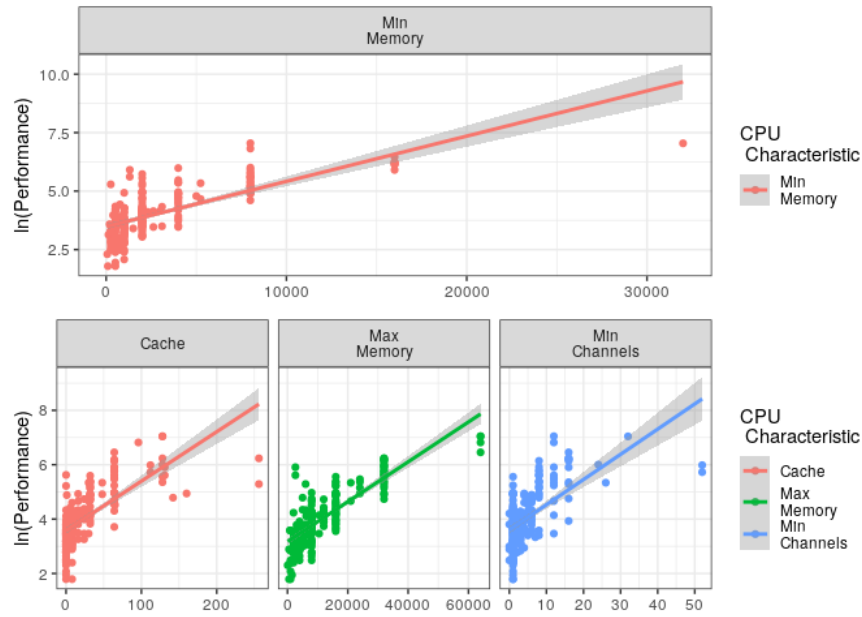 Min
Memory
ln(Performance)
10.0
7.5
5.0
2.5
0
10000
20000
30000
CPU
Characteristic
Min
Memory
Cache
Max
Memory
Min
Channels
ln(Performance)
8
6
4
2
0
100
200
0
20000
40000
60000
0
10
20
30
40
50
CPU
Characteristic
Cache
Max
Memory
Min
Channels